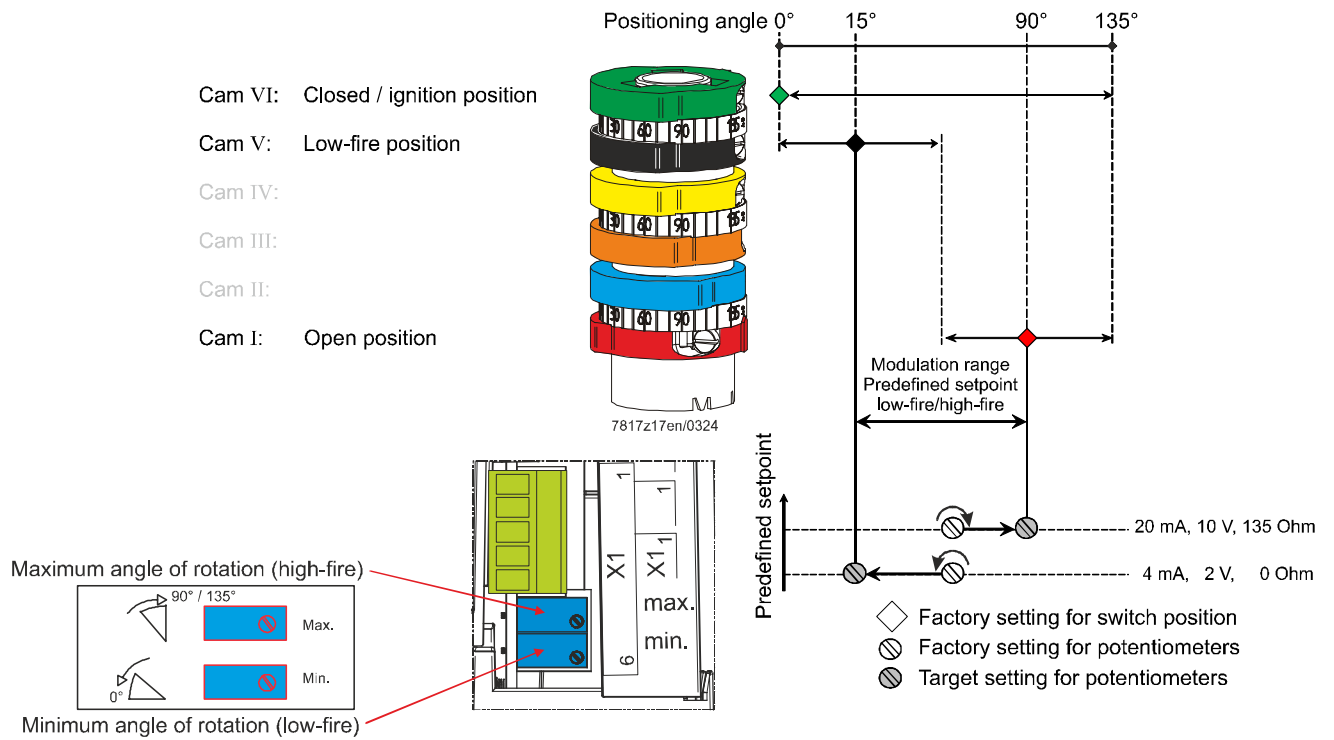 Positioning angle 0° 15° 90° 135°
Cam VI: Closed / ignition position
Cam V: Low-fire position
Cam IV:
Cam III:
Cam II:
Cam I: Open position
30 60 90 135
30 60 90 135
30 60 90 135
7817z17en/0324
Modulation range
Predefined setpoint
low-fire/high-fire
Predefined setpoint
20 mA, 10 V, 135 Ohm
4 mA, 2 V, 0 Ohm
Factory setting for switch position
Factory setting for potentiometers
Target setting for potentiometers
1
1
X1
X1
1
max.
min.
6
Maximum angle of rotation (high-fire)
90° / 135°
Max.
0°
Min.
Minimum angle of rotation (low-fire)